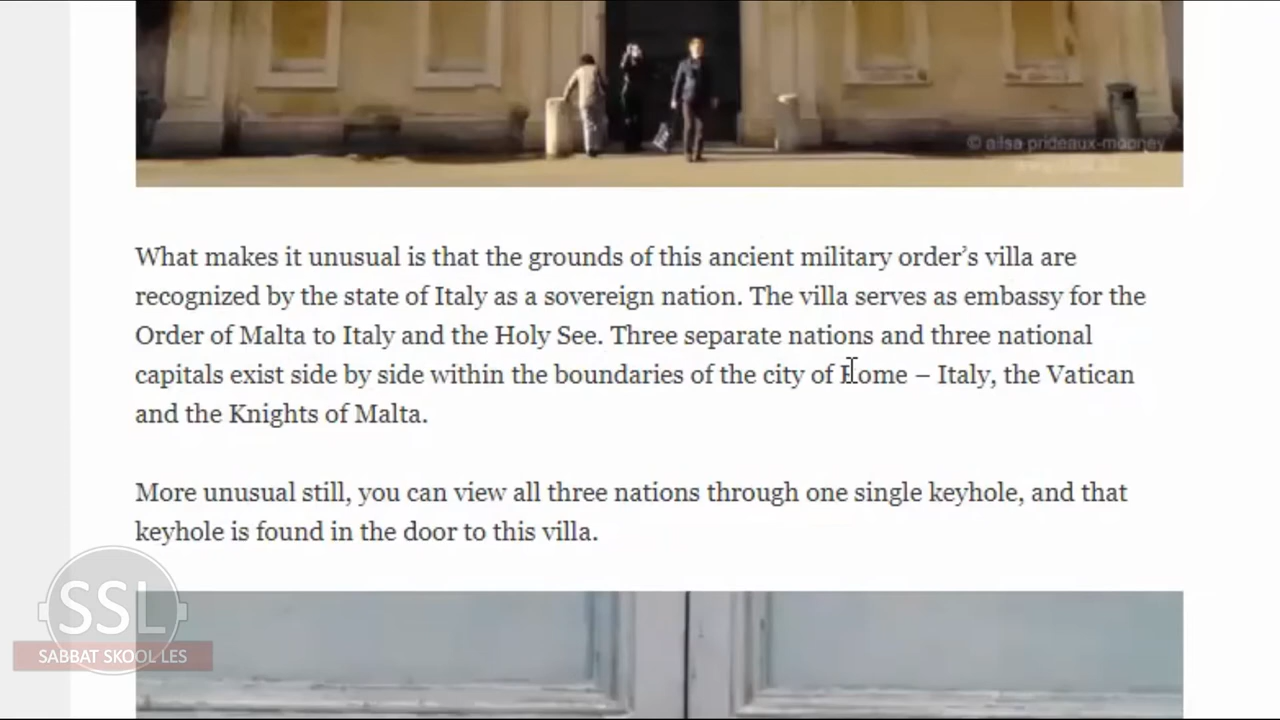 © ailsa prideaux-mooney
What makes it unusual is that the grounds of this ancient military order’s villa are
recognized by the state of Italy as a sovereign nation. The villa serves as embassy for the
Order of Malta to Italy and the Holy See. Three separate nations and three national
capitals exist side by side within the boundaries of the city of Rome – Italy, the Vatican
and the Knights of Malta.
More unusual still, you can view all three nations through one single keyhole, and that
keyhole is found in the door to this villa.
SSL
SABBAT SKOOL LES